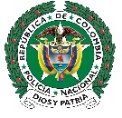 REPÚBLICA DE COLOMBIA
POLICÍA NACIONAL
DIOS Y PATRIA